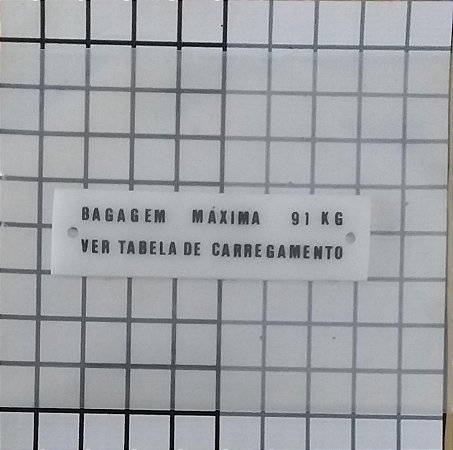 BAGAGEM MÁXIMA 91 KG
VER TABELA DE CARREGAMENTO